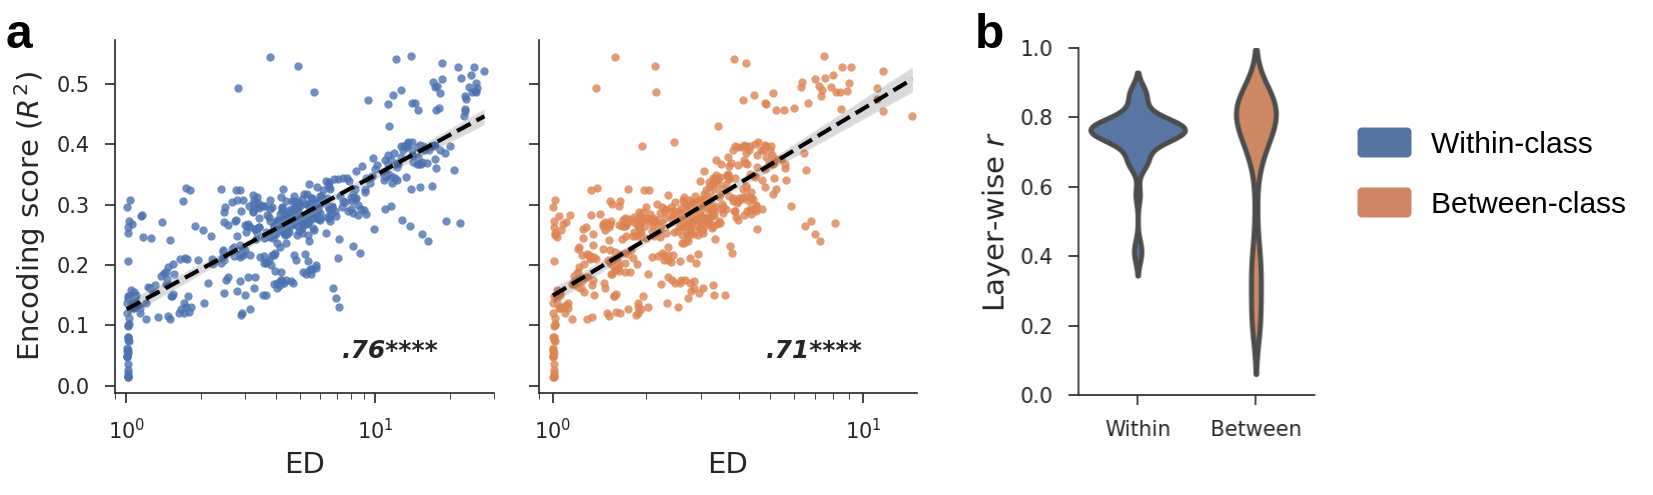 a
Encoding score (R²)
0.5
0.4
0.3
0.2
0.1
0.0
.76****
10⁰
10¹
ED
.71****
10⁰
10¹
ED
b
Layer-wise r
1.0
0.8
0.6
0.4
0.2
0.0
Within
Between
Within-class
Between-class